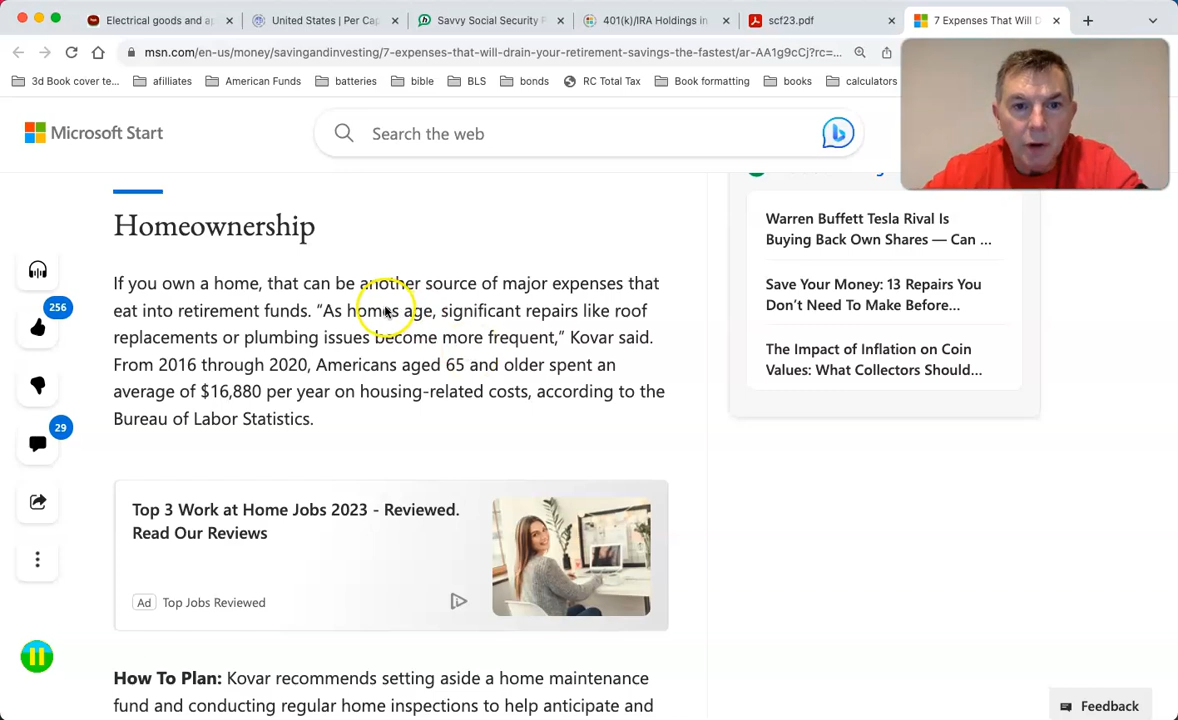 Electrical goods and ap
United States | Per Cap
Savvy Social Security F
401(k)/IRA Holdings in
scf23.pdf
7 Expenses That Will D
msn.com/en-us/money/savingandinvesting/7-expenses-that-will-drain-your-retirement-savings-the-fastest/ar-AA1g9cCj?rc=...
3d Book cover te...
afilliates
American Funds
batteries
bible
BLS
bonds
RC Total Tax
Book formatting
books
calculators
Microsoft Start
Search the web
Homeownership
If you own a home, that can be another source of major expenses that
eat into retirement funds. “As homes age, significant repairs like roof
replacements or plumbing issues become more frequent,” Kovar said.
From 2016 through 2020, Americans aged 65 and older spent an
average of $16,880 per year on housing-related costs, according to the
Bureau of Labor Statistics.
256
29
Top 3 Work at Home Jobs 2023 - Reviewed.
Read Our Reviews
Ad
Top Jobs Reviewed
How To Plan: Kovar recommends setting aside a home maintenance
fund and conducting regular home inspections to help anticipate and
Warren Buffett Tesla Rival Is
Buying Back Own Shares — Can ...
Save Your Money: 13 Repairs You
Don’t Need To Make Before...
The Impact of Inflation on Coin
Values: What Collectors Should...
Feedback